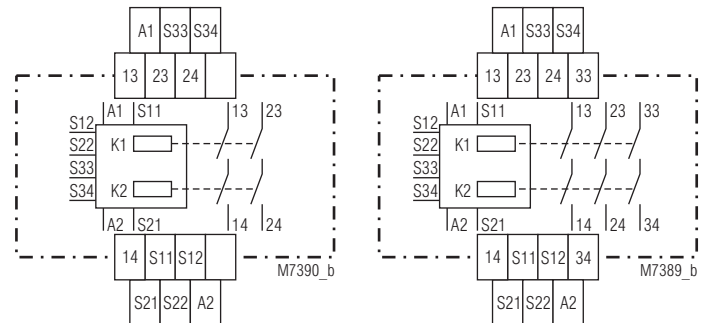 A1 S33 S34
13 23 24
A1 S11 13 23
S12
S22 K1
S33
S34 K2
A2 S21 14 24
14 S11 S12
M7390_b
S21 S22 A2
A1 S33 S34
13 23 24 33
A1 S11 13 23 33
S12
S22 K1
S33
S34 K2
A2 S21 14 24 34
14 S11 S12 34
M7389_b
S21 S22 A2